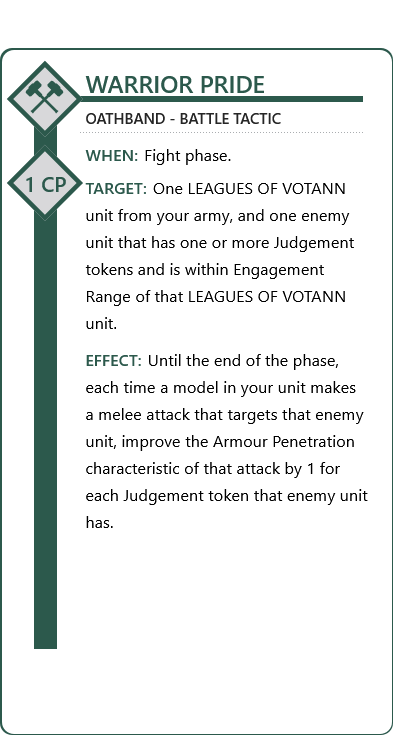 WARRIOR PRIDE
OATHBAND - BATTLE TACTIC
WHEN: Fight phase.
1 CP
TARGET: One LEAGUES OF VOTANN
unit from your army, and one enemy
unit that has one or more Judgement
tokens and is within Engagement
Range of that LEAGUES OF VOTANN
unit.
EFFECT: Until the end of the phase,
each time a model in your unit makes
a melee attack that targets that enemy
unit, improve the Armour Penetration
characteristic of that attack by 1 for
each Judgement token that enemy unit
has.